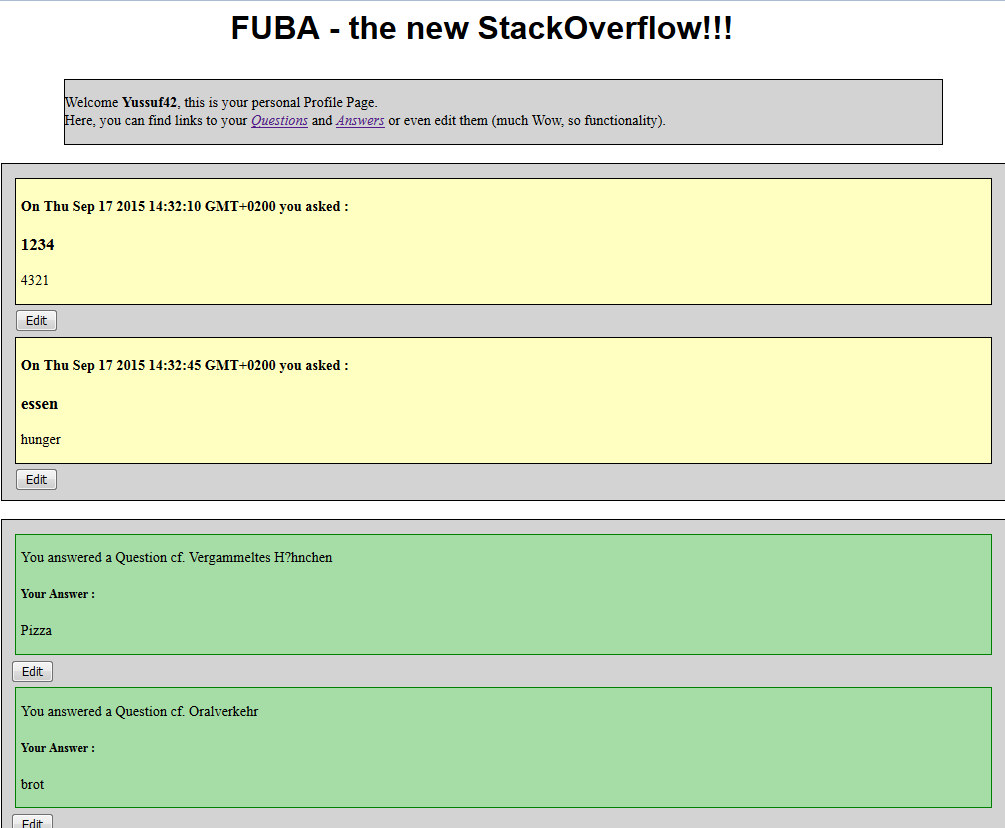 FUBA - the new StackOverflow!!!
Welcome Yussuf42, this is your personal Profile Page.
Here, you can find links to your Questions and Answers or even edit them (much Wow, so functionality).
On Thu Sep 17 2015 14:32:10 GMT+0200 you asked :
1234
4321
Edit
On Thu Sep 17 2015 14:32:45 GMT+0200 you asked :
essen
hunger
Edit
You answered a Question cf. Vergammeltes H?hnchen
Your Answer :
Pizza
Edit
You answered a Question cf. Oralverkehr
Your Answer :
brot
Edit